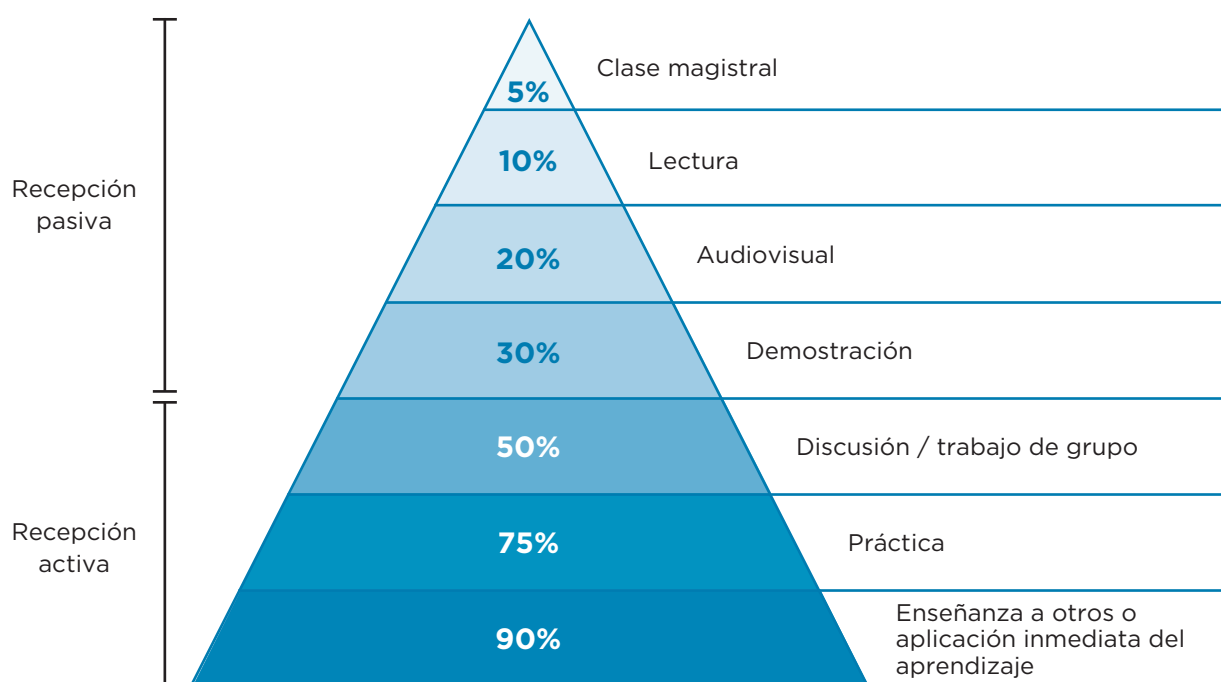 Clase magistral
5%
10%
Lectura
Recepción
pasiva
20%
Audiovisual
30%
Demostración
50%
Discusión / trabajo de grupo
Recepción
activa
75%
Práctica
90%
Enseñanza a otros o
aplicación inmediata del
aprendizaje